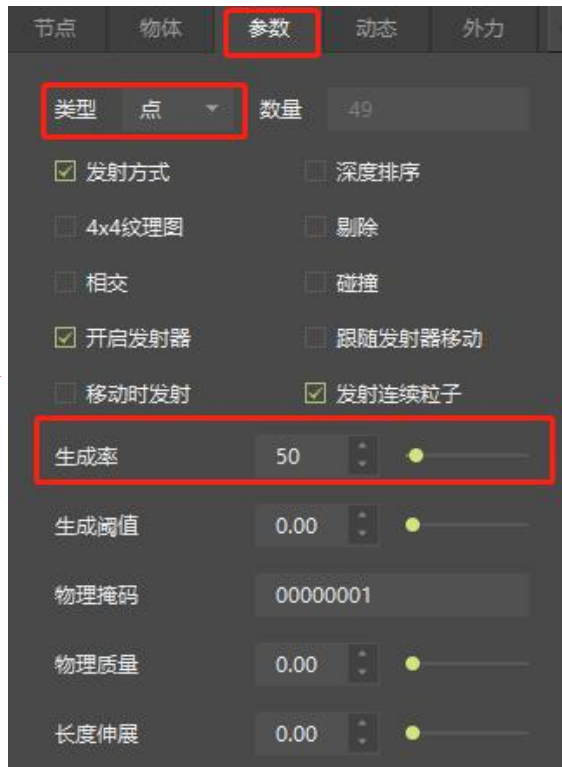 节点 物体 参数 动态 外力
类型 点 数量 49
发射方式 深度排序
4x4纹理图 剔除
相交 碰撞
开启发射器 跟随发射器移动
移动时发射 发射连续粒子
生成率 50
生成阈值 0.00
物理掩码 00000001
物理质量 0.00
长度伸展 0.00